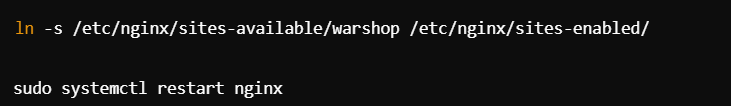 ln -s /etc/nginx/sites-available/warshop /etc/nginx/sites-enabled/
sudo systemctl restart nginx